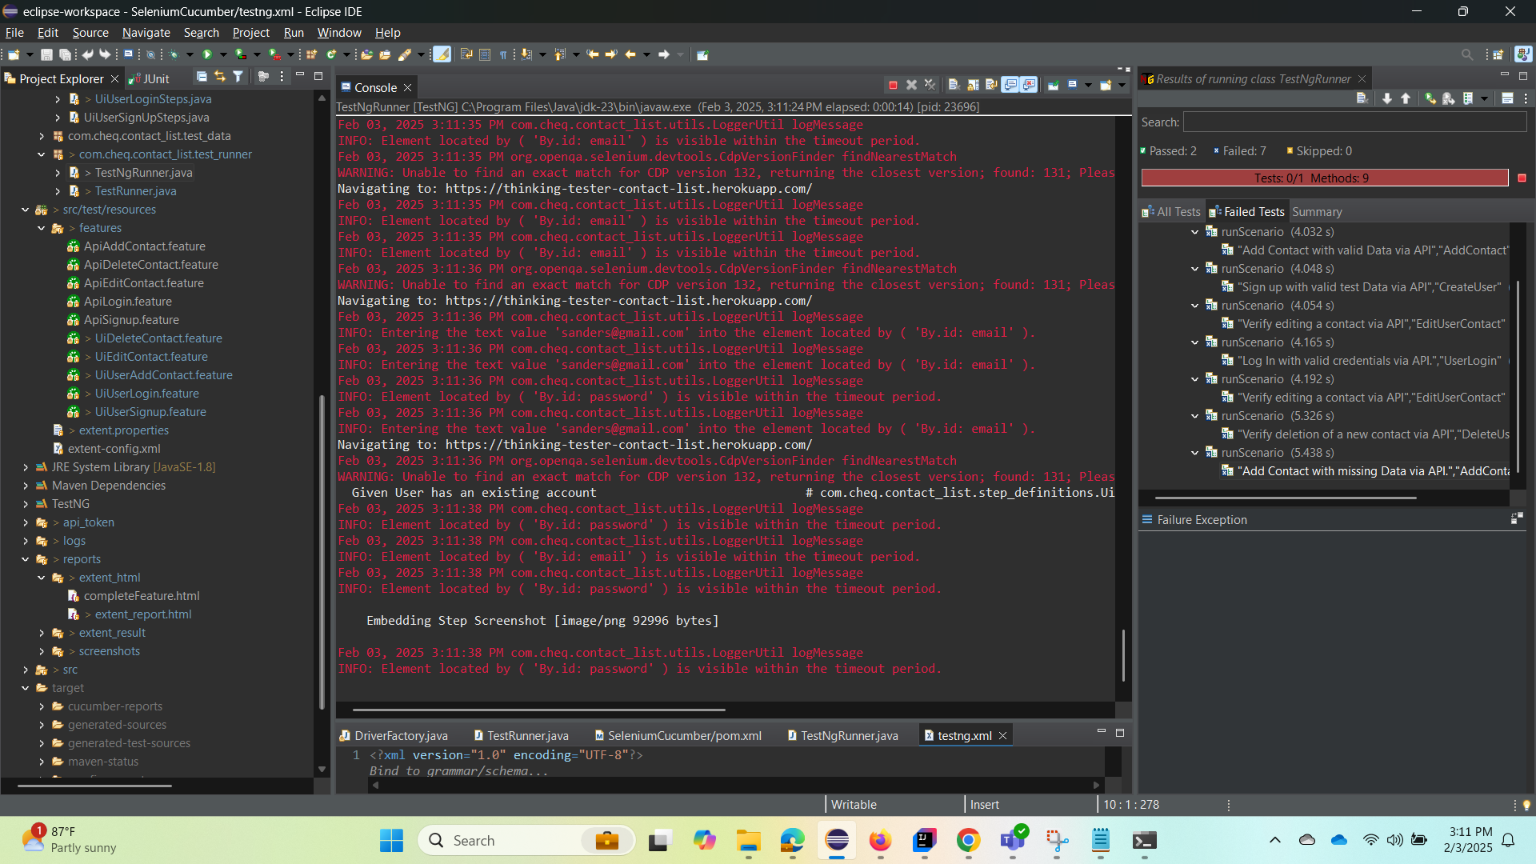 eclipse-workspace - SeleniumCucumber/testng.xml - Eclipse IDE
File Edit Source Navigate Search Project Run Window Help
Project Explorer JUnit
> UiUserLoginSteps.java
UiUserSignUpSteps.java
com.cheq.contact_list.test_data
> com.cheq.contact_list.test_runner
> TestNgRunner.java
> TestRunner.java
> src/test/resources
> features
ApiAddContact.feature
ApiDeleteContact.feature
ApiEditContact.feature
ApiLogin.feature
ApiSignup.feature
> UiDeleteContact.feature
> UiEditContact.feature
> UiUserAddContact.feature
> UiUserLogin.feature
> UiUserSignup.feature
> extent.properties
extent-config.xml
JRE System Library [JavaSE-1.8]
Maven Dependencies
TestNG
> api_token
> logs
> reports
> extent_html
completeFeature.html
> extent_report.html
> extent_result
> screenshots
> src
target
cucumber-reports
generated-sources
generated-test-sources
maven-status
Console
TestNgRunner [TestNG] C:\Program Files\Java\jdk-23\bin\javaw.exe (Feb 3, 2025, 3:11:24 PM elapsed: 0:00:14) [pid: 23696]
Feb 03, 2025 3:11:35 PM com.cheq.contact_list.utils.LoggerUtil logMessage
INFO: Element located by ( 'By.id: email' ) is visible within the timeout period.
Feb 03, 2025 3:11:35 PM org.openqa.selenium.devtools.CdpVersionFinder findNearestMatch
WARNING: Unable to find an exact match for CDP version 132, returning the closest version; found: 131; Pleas
Navigating to: https://thinking-tester-contact-list.herokuapp.com/
Feb 03, 2025 3:11:35 PM com.cheq.contact_list.utils.LoggerUtil logMessage
INFO: Element located by ( 'By.id: email' ) is visible within the timeout period.
Feb 03, 2025 3:11:35 PM com.cheq.contact_list.utils.LoggerUtil logMessage
INFO: Element located by ( 'By.id: email' ) is visible within the timeout period.
Feb 03, 2025 3:11:36 PM org.openqa.selenium.devtools.CdpVersionFinder findNearestMatch
WARNING: Unable to find an exact match for CDP version 132, returning the closest version; found: 131; Pleas
Navigating to: https://thinking-tester-contact-list.herokuapp.com/
Feb 03, 2025 3:11:36 PM com.cheq.contact_list.utils.LoggerUtil logMessage
INFO: Entering the text value 'sanders@gmail.com' into the element located by ( 'By.id: email' ).
Feb 03, 2025 3:11:36 PM com.cheq.contact_list.utils.LoggerUtil logMessage
INFO: Entering the text value 'sanders@gmail.com' into the element located by ( 'By.id: email' ).
Feb 03, 2025 3:11:36 PM com.cheq.contact_list.utils.LoggerUtil logMessage
INFO: Element located by ( 'By.id: password' ) is visible within the timeout period.
Feb 03, 2025 3:11:36 PM com.cheq.contact_list.utils.LoggerUtil logMessage
INFO: Entering the text value 'sanders@gmail.com' into the element located by ( 'By.id: email' ).
Navigating to: https://thinking-tester-contact-list.herokuapp.com/
Feb 03, 2025 3:11:36 PM org.openqa.selenium.devtools.CdpVersionFinder findNearestMatch
WARNING: Unable to find an exact match for CDP version 132, returning the closest version; found: 131; Pleas
Given User has an existing account # com.cheq.contact_list.step_definitions.Ui
Feb 03, 2025 3:11:38 PM com.cheq.contact_list.utils.LoggerUtil logMessage
INFO: Element located by ( 'By.id: password' ) is visible within the timeout period.
Feb 03, 2025 3:11:38 PM com.cheq.contact_list.utils.LoggerUtil logMessage
INFO: Element located by ( 'By.id: email' ) is visible within the timeout period.
Feb 03, 2025 3:11:38 PM com.cheq.contact_list.utils.LoggerUtil logMessage
INFO: Element located by ( 'By.id: password' ) is visible within the timeout period.
Embedding Step Screenshot [image/png 92996 bytes]
Feb 03, 2025 3:11:38 PM com.cheq.contact_list.utils.LoggerUtil logMessage
INFO: Element located by ( 'By.id: password' ) is visible within the timeout period.
DriverFactory.java TestRunner.java SeleniumCucumber/pom.xml TestNgRunner.java testng.xml
1 <?xml version="1.0" encoding="UTF-8"?>
Bind to grammar/schema...
Results of running class TestNgRunner
Search:
Passed: 2 Failed: 7 Skipped: 0
Tests: 0/1 Methods: 9
All Tests Failed Tests Summary
runScenario (4.032 s)
"Add Contact with valid Data via API","AddContact"
runScenario (4.048 s)
"Sign up with valid test Data via API","CreateUser"
runScenario (4.054 s)
"Verify editing a contact via API","EditUserContact"
runScenario (4.165 s)
"Log In with valid credentials via API.","UserLogin"
runScenario (4.192 s)
"Verify editing a contact via API","EditUserContact"
runScenario (5.326 s)
"Verify deletion of a new contact via API","DeleteUs
runScenario (5.438 s)
"Add Contact with missing Data via API.","AddConta
Failure Exception
Writable Insert 10 : 1 : 278
1
87°F
Partly sunny
Search
3:11 PM
2/3/2025